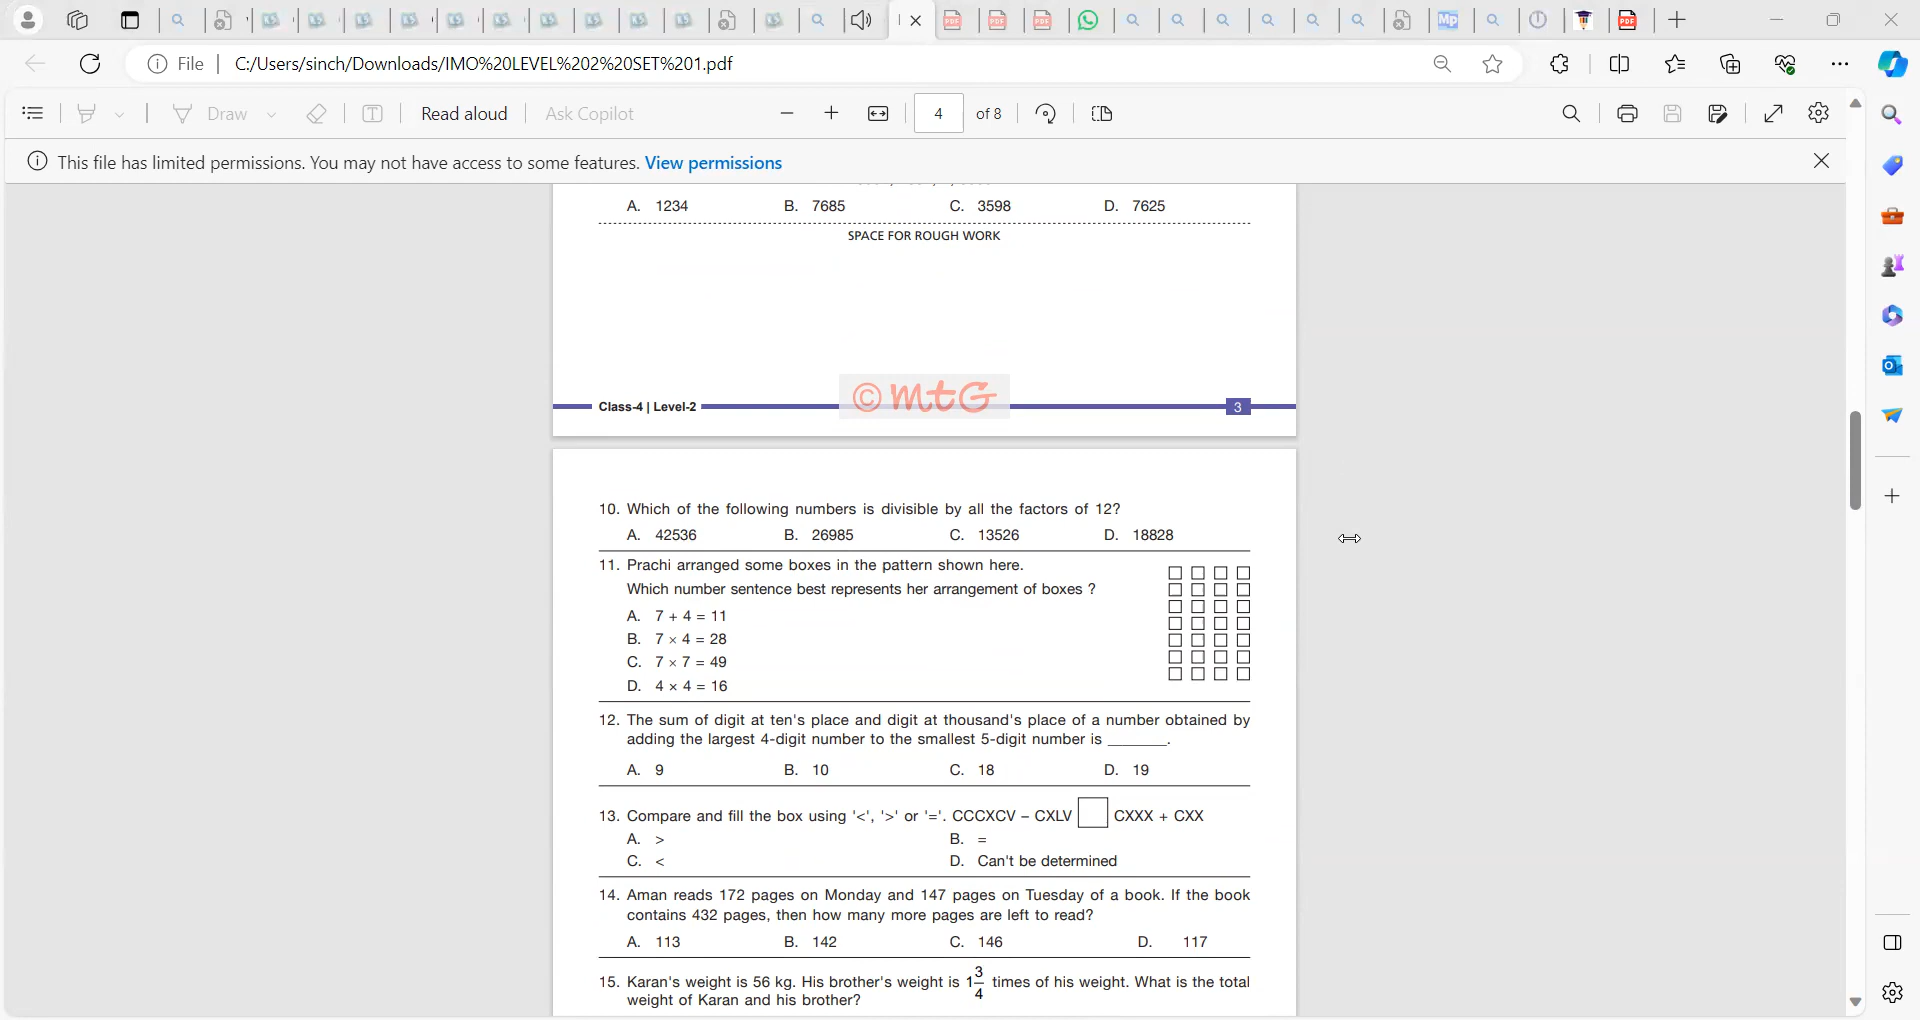 File
C:/Users/sinch/Downloads/IMO%20LEVEL%202%20SET%201.pdf
Draw
Read aloud
Ask Copilot
4
of 8
This file has limited permissions. You may not have access to some features. View permissions
A. 1234 B. 7685 C. 3598 D. 7625
SPACE FOR ROUGH WORK
© mtG
Class-4 | Level-2
3
10. Which of the following numbers is divisible by all the factors of 12?
A. 42536 B. 26985 C. 13526 D. 18828
11. Prachi arranged some boxes in the pattern shown here.
Which number sentence best represents her arrangement of boxes ?
A. 7 + 4 = 11
B. 7 × 4 = 28
C. 7 × 7 = 49
D. 4 × 4 = 16
12. The sum of digit at ten's place and digit at thousand's place of a number obtained by
adding the largest 4-digit number to the smallest 5-digit number is ______.
A. 9 B. 10 C. 18 D. 19
13. Compare and fill the box using '<', '>' or '='. CCCXCV – CXLV □ CXXX + CXX
A. > B. =
C. < D. Can't be determined
14. Aman reads 172 pages on Monday and 147 pages on Tuesday of a book. If the book
contains 432 pages, then how many more pages are left to read?
A. 113 B. 142 C. 146 D. 117
15. Karan's weight is 56 kg. His brother's weight is 1 3/4 times of his weight. What is the total
weight of Karan and his brother?